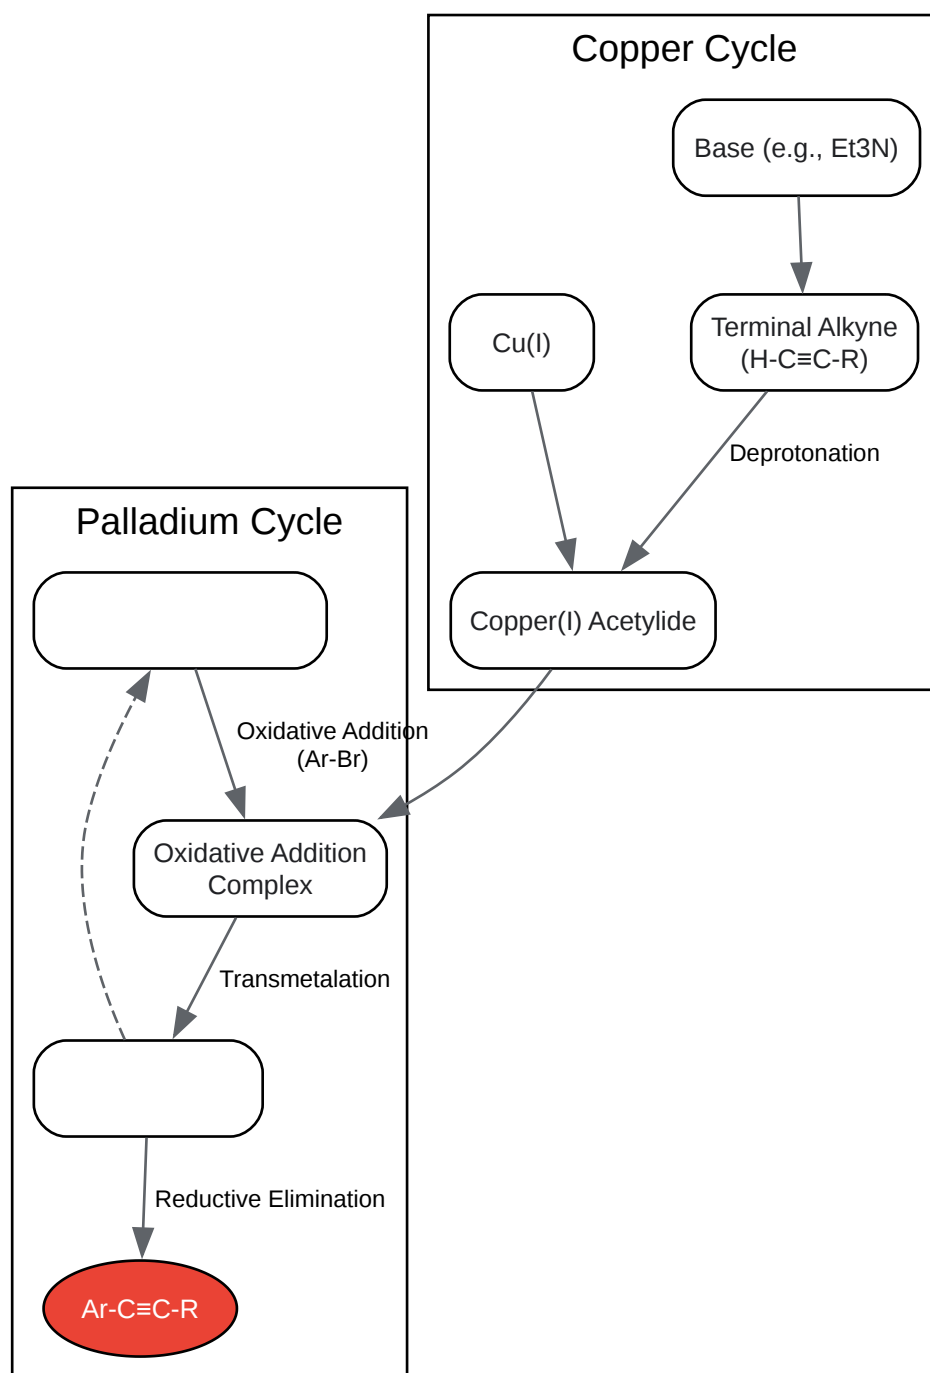 Copper Cycle
Base (e.g., Et3N)
Cu(I)
Terminal Alkyne
(H-C≡C-R)
Deprotonation
Copper(I) Acetylide
Palladium Cycle
Oxidative Addition
(Ar-Br)
Oxidative Addition
Complex
Transmetalation
Reductive Elimination
Ar-C≡C-R